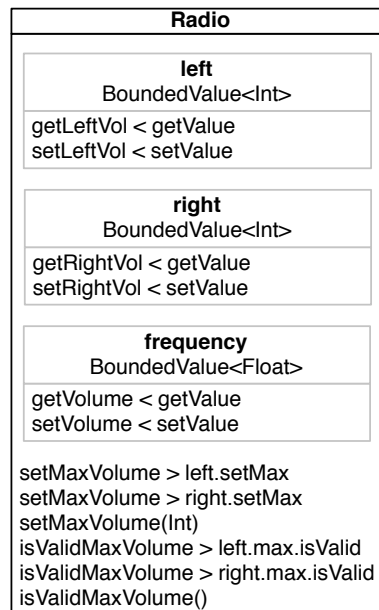 Radio
left
BoundedValue<Int>
getLeftVol < getValue
setLeftVol < setValue
right
BoundedValue<Int>
getRightVol < getValue
setRightVol < setValue
frequency
BoundedValue<Float>
getVolume < getValue
setVolume < setValue
setMaxVolume > left.setMax
setMaxVolume > right.setMax
setMaxVolume(Int)
isValidMaxVolume > left.max.isValid
isValidMaxVolume > right.max.isValid
isValidMaxVolume()